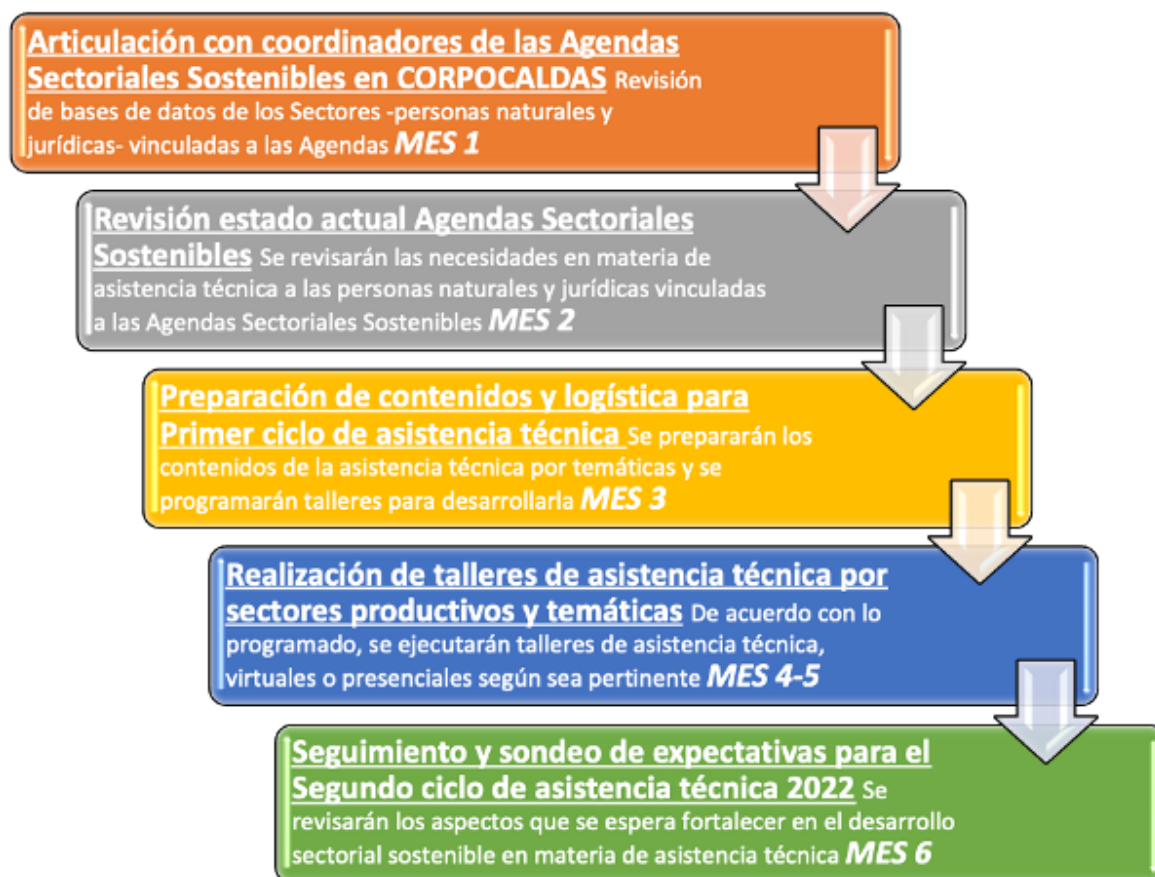 Articulación con coordinadores de las Agendas
Sectoriales Sostenibles en CORPOCALDAS Revisión
de bases de datos de los Sectores -personas naturales y
jurídicas- vinculadas a las Agendas MES 1
Revisión estado actual Agendas Sectoriales
Sostenibles Se revisarán las necesidades en materia de
asistencia técnica a las personas naturales y jurídicas vinculadas
a las Agendas Sectoriales Sostenibles MES 2
Preparación de contenidos y logística para
Primer ciclo de asistencia técnica Se prepararán los
contenidos de la asistencia técnica por temáticas y se
programarán talleres para desarrollarla MES 3
Realización de talleres de asistencia técnica por
sectores productivos y temáticas De acuerdo con lo
programado, se ejecutarán talleres de asistencia técnica,
virtuales o presenciales según sea pertinente MES 4-5
Seguimiento y sondeo de expectativas para el
Segundo ciclo de asistencia técnica 2022 Se
revisarán los aspectos que se espera fortalecer en el desarrollo
sectorial sostenible en materia de asistencia técnica MES 6